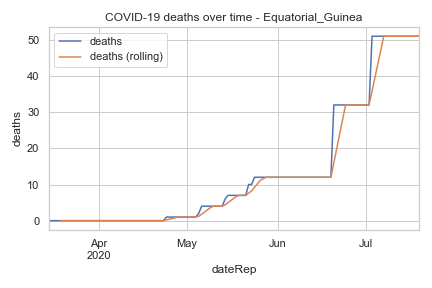 COVID-19 deaths over time - Equatorial_Guinea
deaths
deaths (rolling)
50
40
30
20
10
0
deaths
Apr
2020
May
Jun
Jul
dateRep